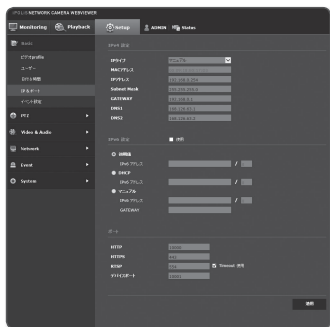 iPOLiS NETWORK CAMERA WEBVIEWER
Monitoring
Playback
Setup
ADMIN
Status
Basic
ビデオprofile
ユーザー
日付&時間
IP & ポート
イベント設定
PTZ
Video & Audio
Network
Event
System
IPv4 設定
IPタイプ
マニュアル
MACアドレス
IPアドレス
Subnet Mask
GATEWAY
DNS1
DNS2
IPv6 設定
使用
初期値
IPv6 アドレス
/
DHCP
IPv6 アドレス
/
マニュアル
IPv6 アドレス
/
GATEWAY
ポート
HTTP
HTTPS
443
RTSP
554
Timeout 使用
デバイスポート
適用